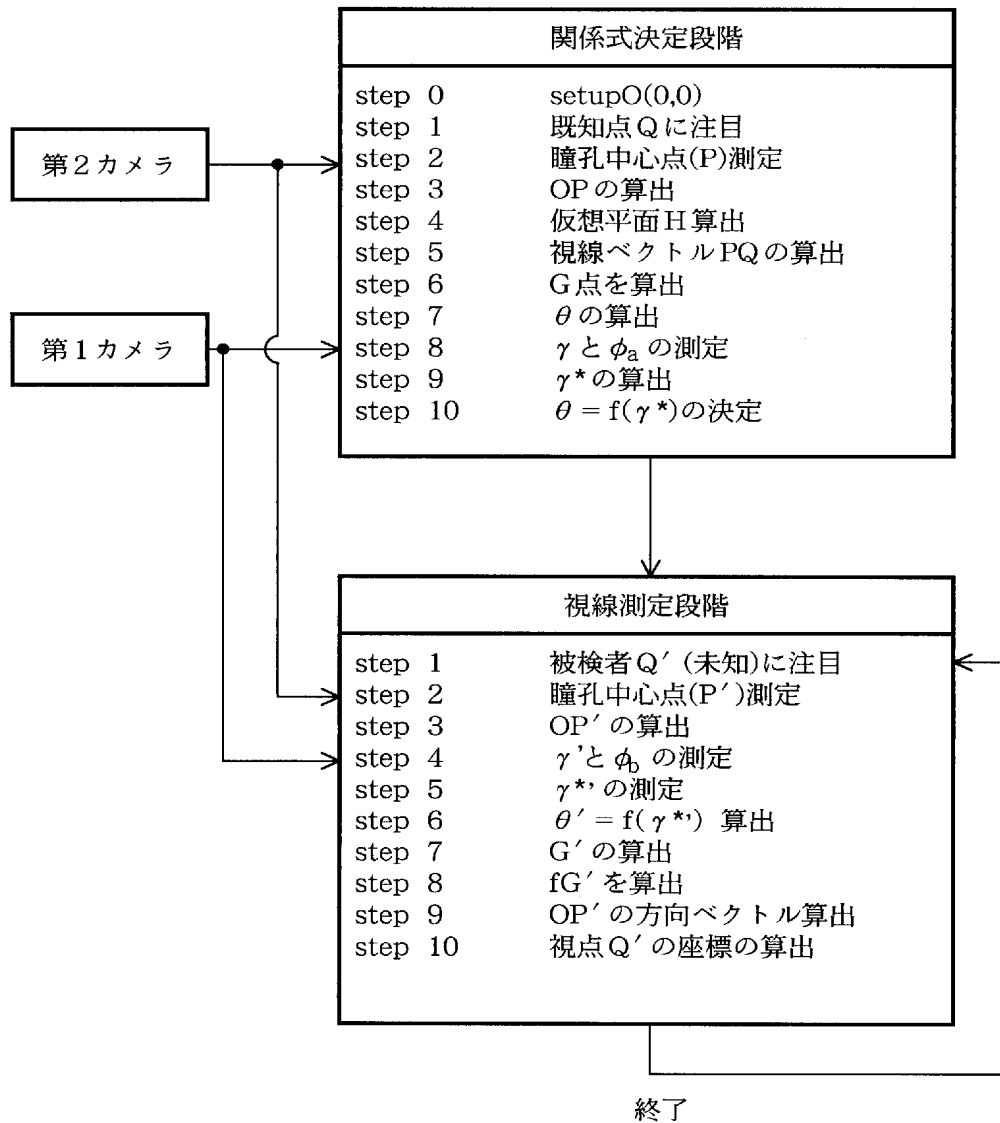 関係式決定段階
step 0 setupO(0,0)
step 1 既知点Qに注目
step 2 瞳孔中心点(P)測定
step 3 OPの算出
step 4 仮想平面H算出
step 5 視線ベクトルPQの算出
step 6 G点を算出
step 7 θの算出
step 8 γとφaの測定
step 9 γ*の算出
step 10 θ=f(γ*)の決定
第2カメラ
第1カメラ
視線測定段階
step 1 被検者Q′(未知)に注目
step 2 瞳孔中心点(P′)測定
step 3 OP′の算出
step 4 γ'とφbの測定
step 5 γ*'の測定
step 6 θ′=f(γ*') 算出
step 7 G′の算出
step 8 fG′を算出
step 9 OP′の方向ベクトル算出
step 10 視点Q′の座標の算出
終了